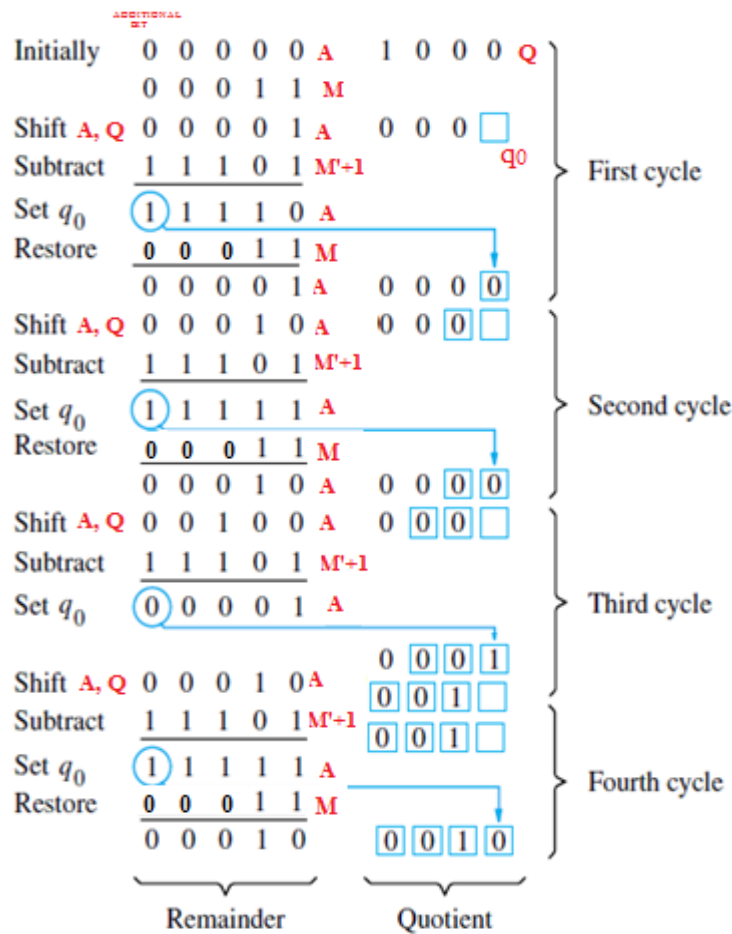 ADDITIONAL
BIT
Initially 0 0 0 0 0 A 1 0 0 0 Q
0 0 0 1 1 M
Shift A, Q 0 0 0 0 1 A 0 0 0
q0
Subtract 1 1 1 0 1 M'+1
First cycle
Set q0 1 1 1 1 0 A
Restore 0 0 0 1 1 M
0 0 0 0 1 A 0 0 0 0
Shift A, Q 0 0 0 1 0 A 0 0 0
Subtract 1 1 1 0 1 M'+1
Set q0 1 1 1 1 1 A
Second cycle
Restore 0 0 0 1 1 M
0 0 0 1 0 A 0 0 0 0
Shift A, Q 0 0 1 0 0 A 0 0 0
Subtract 1 1 1 0 1 M'+1
Set q0 0 0 0 0 1 A
Third cycle
0 0 0 1
Shift A, Q 0 0 0 1 0 A 0 0 1
Subtract 1 1 1 0 1 M'+1 0 0 1
Set q0 1 1 1 1 1 A
Fourth cycle
Restore 0 0 0 1 1 M
0 0 0 1 0 0 0 1 0
Remainder Quotient